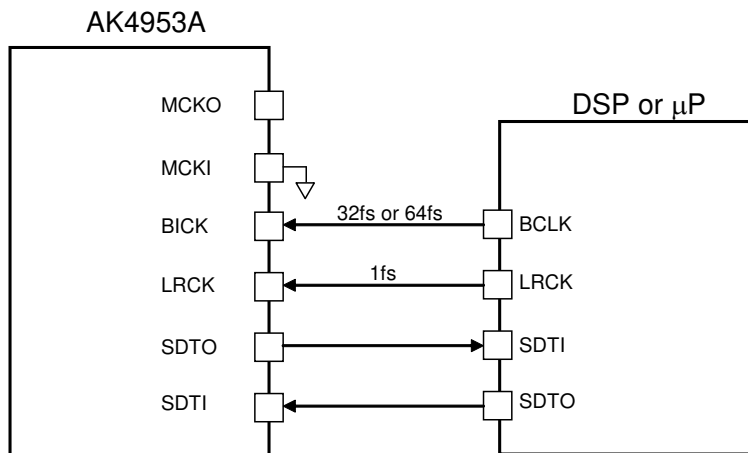 AK4953A
DSP or μP
MCKO
MCKI
BICK
32fs or 64fs
BCLK
LRCK
1fs
LRCK
SDTO
SDTI
SDTI
SDTO